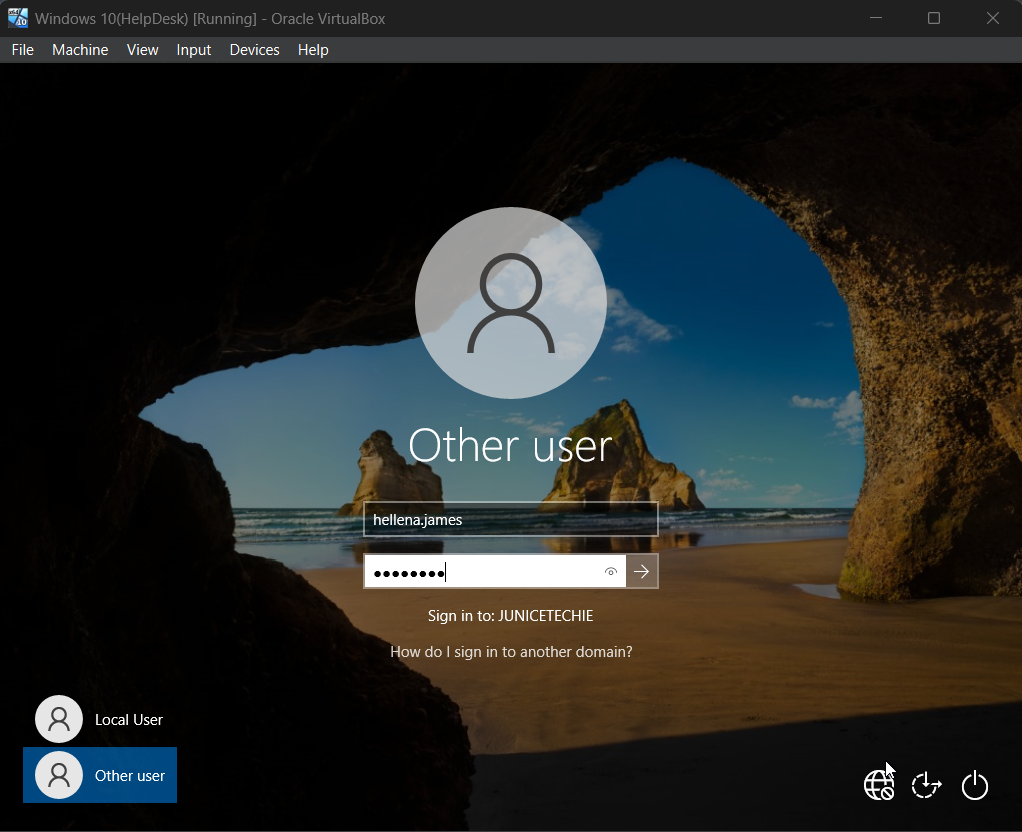 Windows 10(HelpDesk) [Running] - Oracle VirtualBox
File Machine View Input Devices Help
Other user
hellena.james
Sign in to: JUNICETECHIE
How do I sign in to another domain?
Local User
Other user